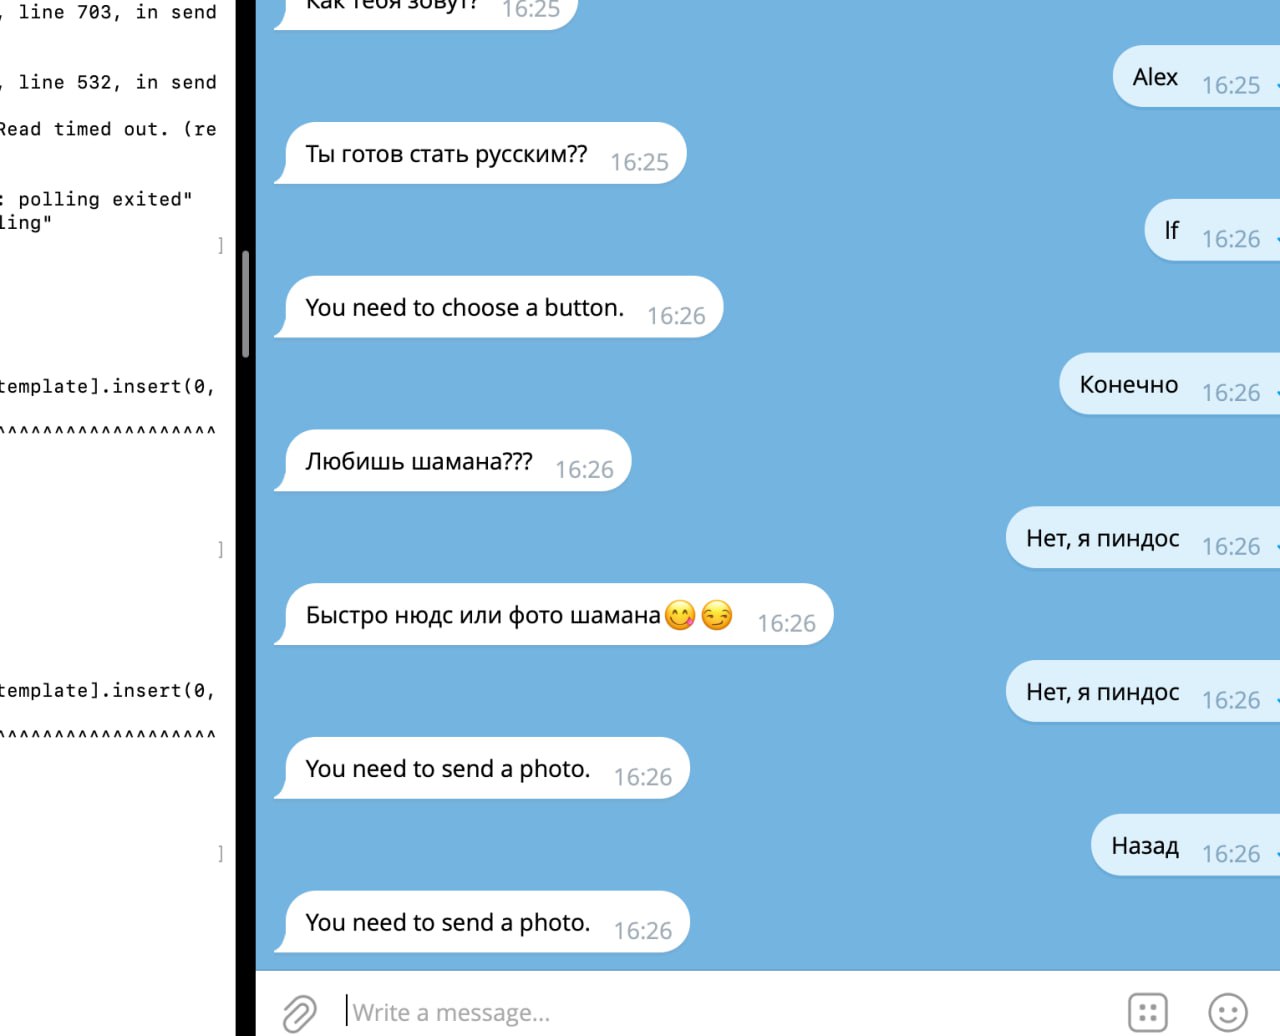 , line 703, in send
, line 532, in send
Read timed out. (re
: polling exited"
ling"
]
template].insert(0,
^^^^^^^^^^^^^^^^^^^
]
template].insert(0,
^^^^^^^^^^^^^^^^^^^
]
Как тебя зовут? 16:25
Alex 16:25
Ты готов стать русским?? 16:25
lf 16:26
You need to choose a button. 16:26
Конечно 16:26
Любишь шамана??? 16:26
Нет, я пиндос 16:26
Быстро нюдс или фото шамана😋😏 16:26
Нет, я пиндос 16:26
You need to send a photo. 16:26
Назад 16:26
You need to send a photo. 16:26
Write a message...